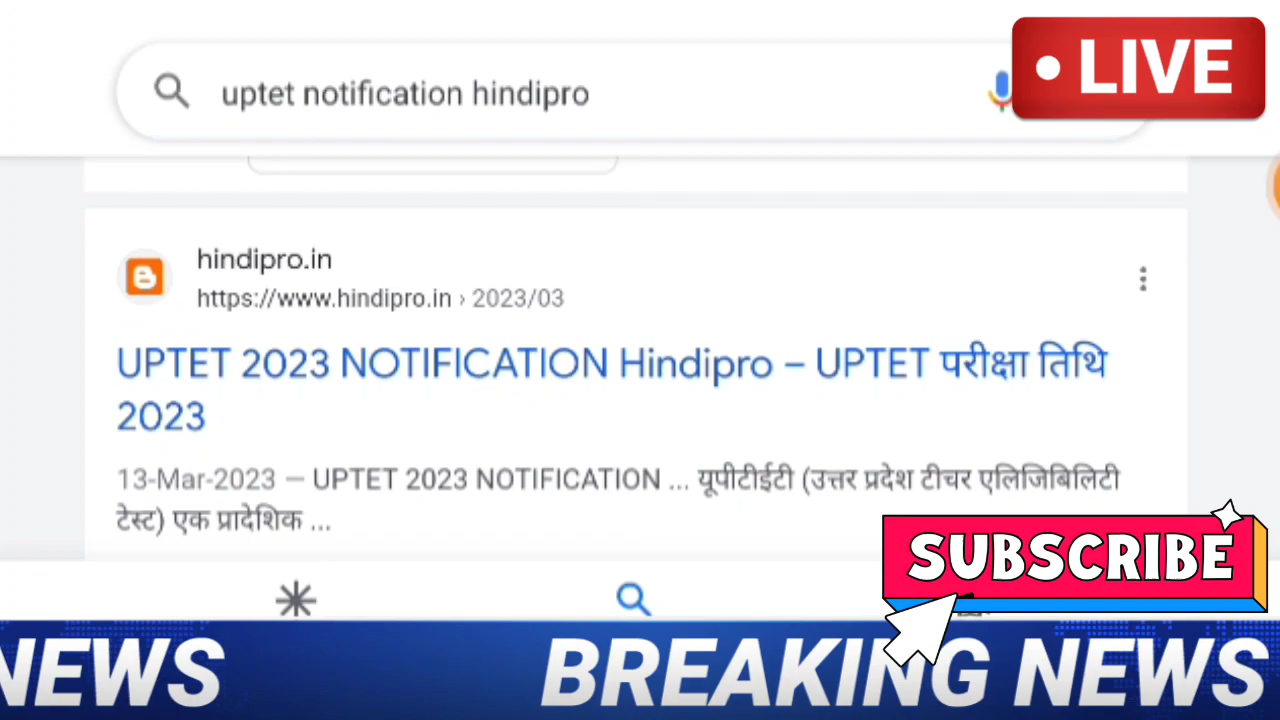 uptet notification hindipro
LIVE
hindipro.in
https://www.hindipro.in › 2023/03
UPTET 2023 NOTIFICATION Hindipro – UPTET परीक्षा तिथि
2023
13-Mar-2023 — UPTET 2023 NOTIFICATION ... यूपीटीईटी (उत्तर प्रदेश टीचर एलिजिबिलिटी
टेस्ट) एक प्रादेशिक ...
SUBSCRIBE
NEWS BREAKING NEWS